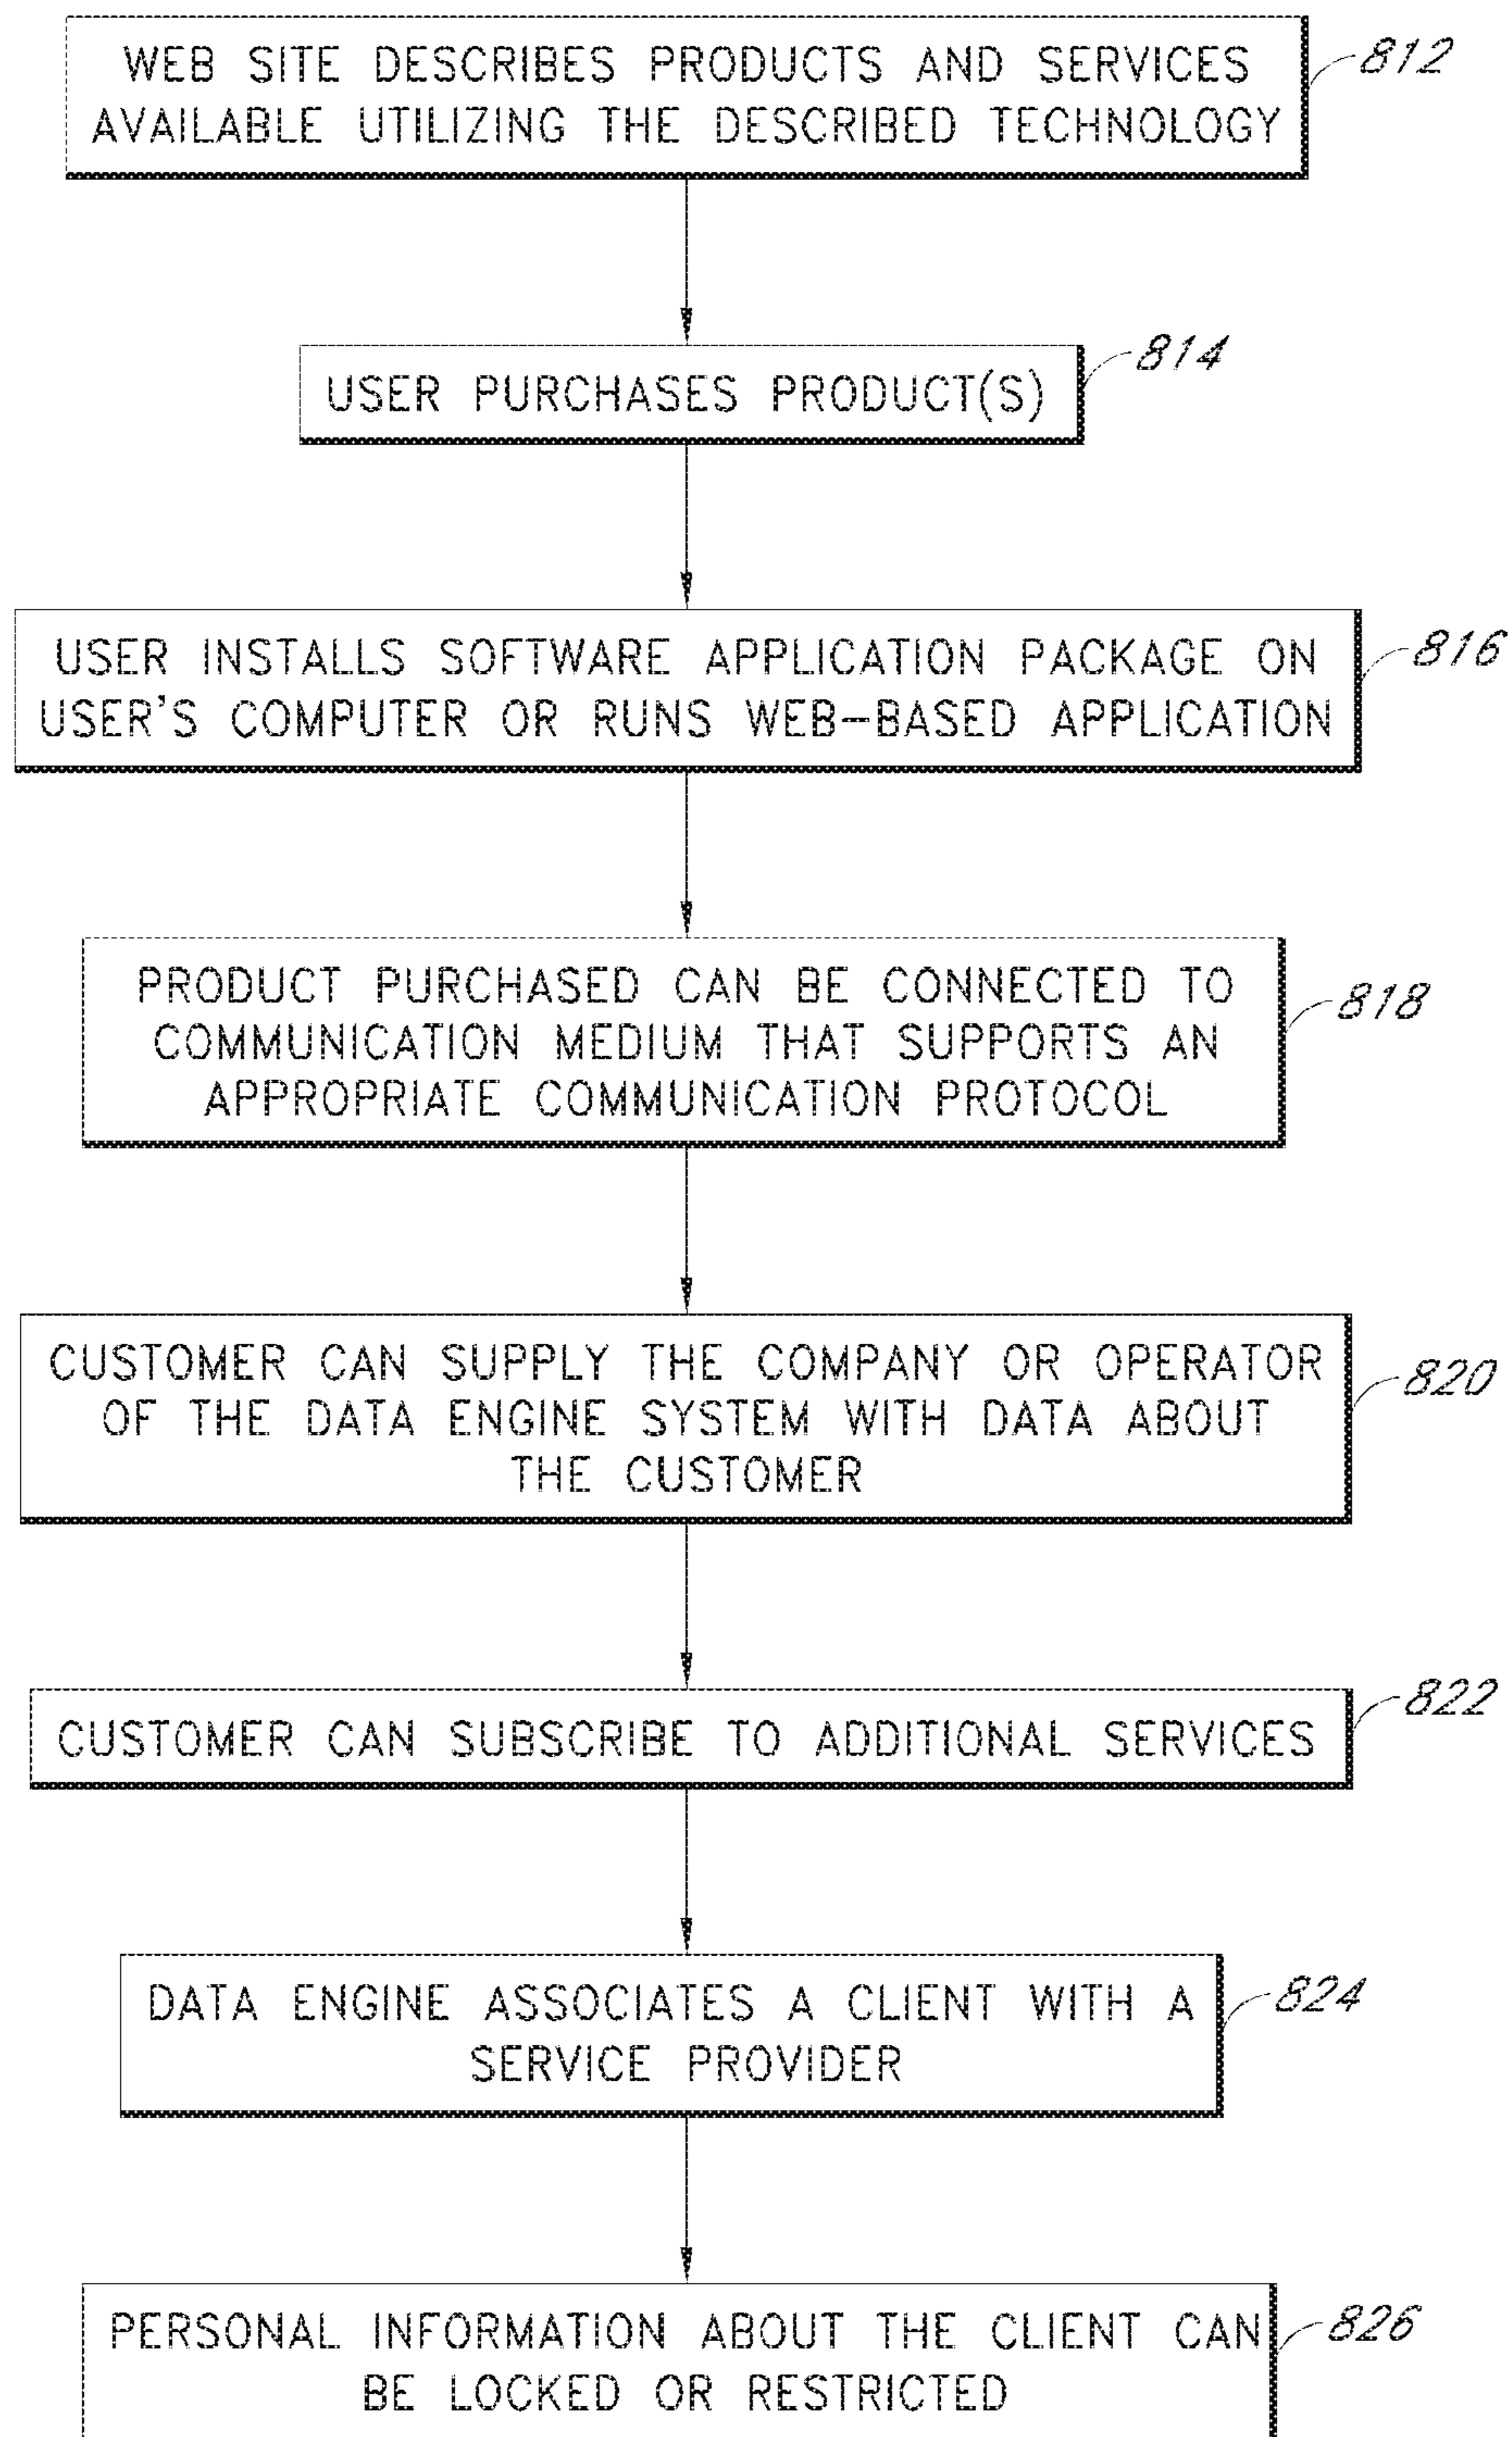 WEB SITE DESCRIBES PRODUCTS AND SERVICES
AVAILABLE UTILIZING THE DESCRIBED TECHNOLOGY
812
USER PURCHASES PRODUCT(S)
814
USER INSTALLS SOFTWARE APPLICATION PACKAGE ON
USER'S COMPUTER OR RUNS WEB-BASED APPLICATION
816
PRODUCT PURCHASED CAN BE CONNECTED TO
COMMUNICATION MEDIUM THAT SUPPORTS AN
APPROPRIATE COMMUNICATION PROTOCOL
818
CUSTOMER CAN SUPPLY THE COMPANY OR OPERATOR
OF THE DATA ENGINE SYSTEM WITH DATA ABOUT
THE CUSTOMER
820
CUSTOMER CAN SUBSCRIBE TO ADDITIONAL SERVICES
822
DATA ENGINE ASSOCIATES A CLIENT WITH A
SERVICE PROVIDER
824
PERSONAL INFORMATION ABOUT THE CLIENT CAN
BE LOCKED OR RESTRICTED
826